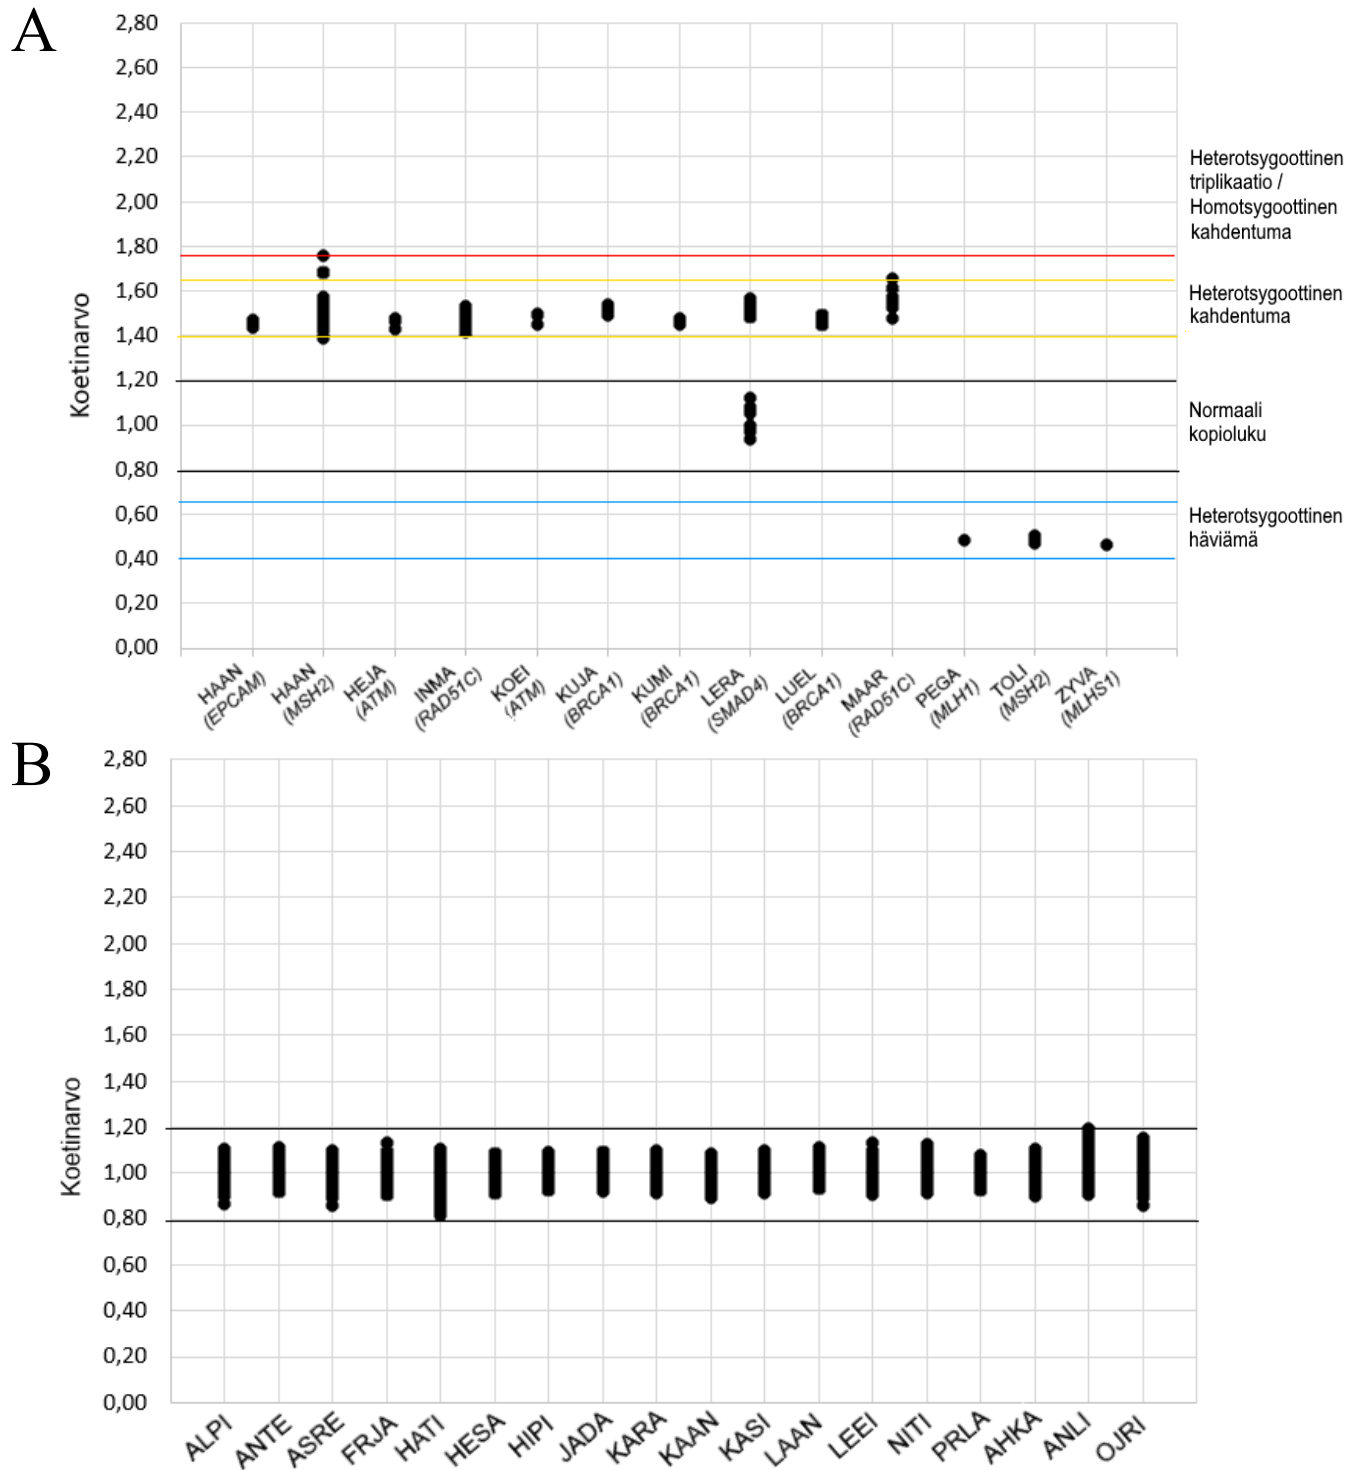 A
2,80
2,60
2,40
2,20
2,00
1,80
1,60
1,40
1,20
1,00
0,80
0,60
0,40
0,20
0,00
Koetinarvo
Heterotsygoottinen
triplikaatio /
Homotsygoottinen
kahdentuma
Heterotsygoottinen
kahdentuma
Normaali
kopioluku
Heterotsygoottinen
häviämä
HAAN
(EPCAM)
HAAN
(MSH2)
HEJA
(ATM)
INMA
(RAD51C)
KOEI
(ATM)
KUJA
(BRCA1)
KUMI
(BRCA1)
LERA
(SMAD4)
LUEL
(BRCA1)
MAAR
(RAD51C)
PEGA
(MLH1)
TOLI
(MSH2)
ZYVA
(MLHS1)
B
2,80
2,60
2,40
2,20
2,00
1,80
1,60
1,40
1,20
1,00
0,80
0,60
0,40
0,20
0,00
Koetinarvo
ALPI
ANTE
ASRE
FRJA
HATI
HESA
HIPI
JADA
KARA
KAAN
KASI
LAAN
LEEI
NITI
PRLA
AHKA
ANLI
OJRI